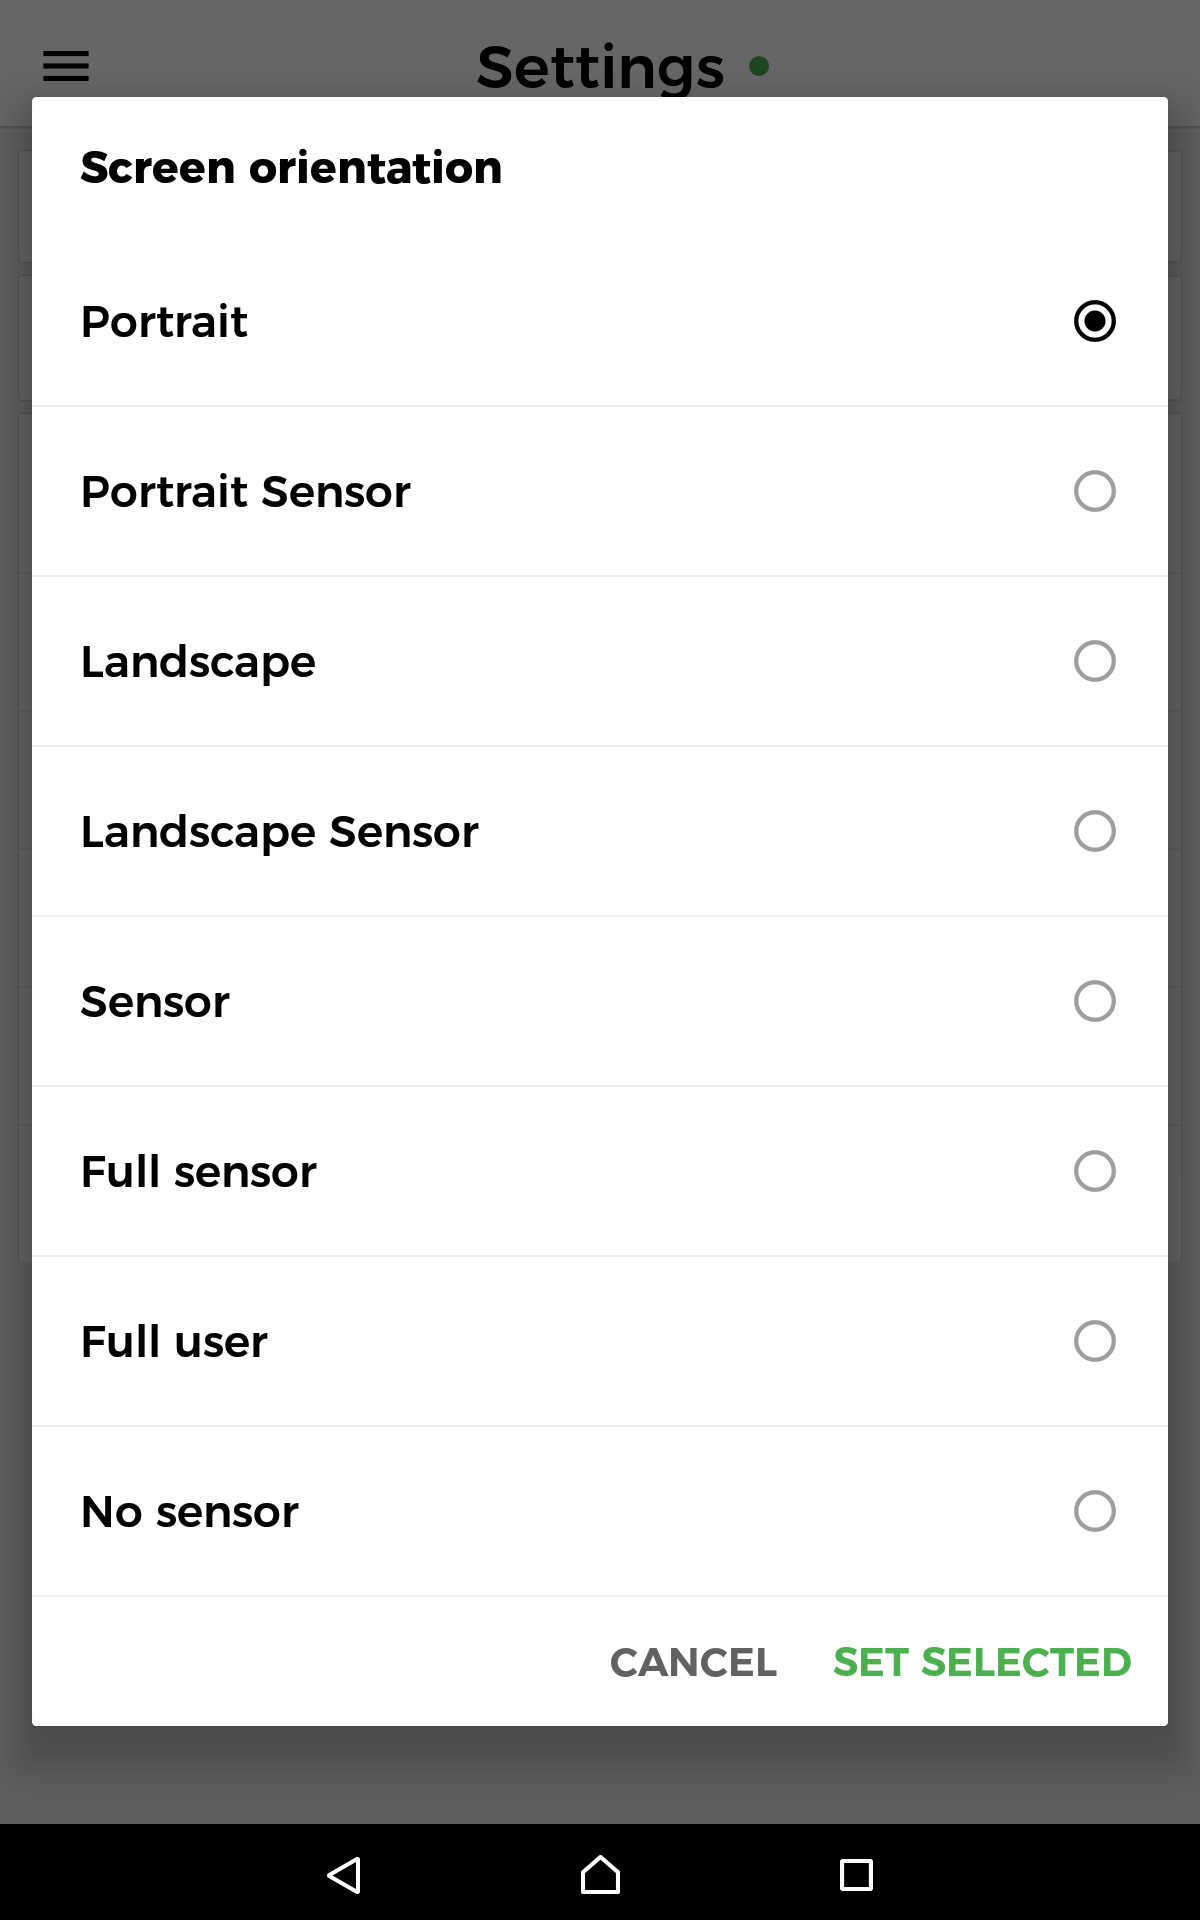 Settings
Screen orientation
Portrait
Portrait Sensor
Landscape
Landscape Sensor
Sensor
Full sensor
Full user
No sensor
CANCEL SET SELECTED